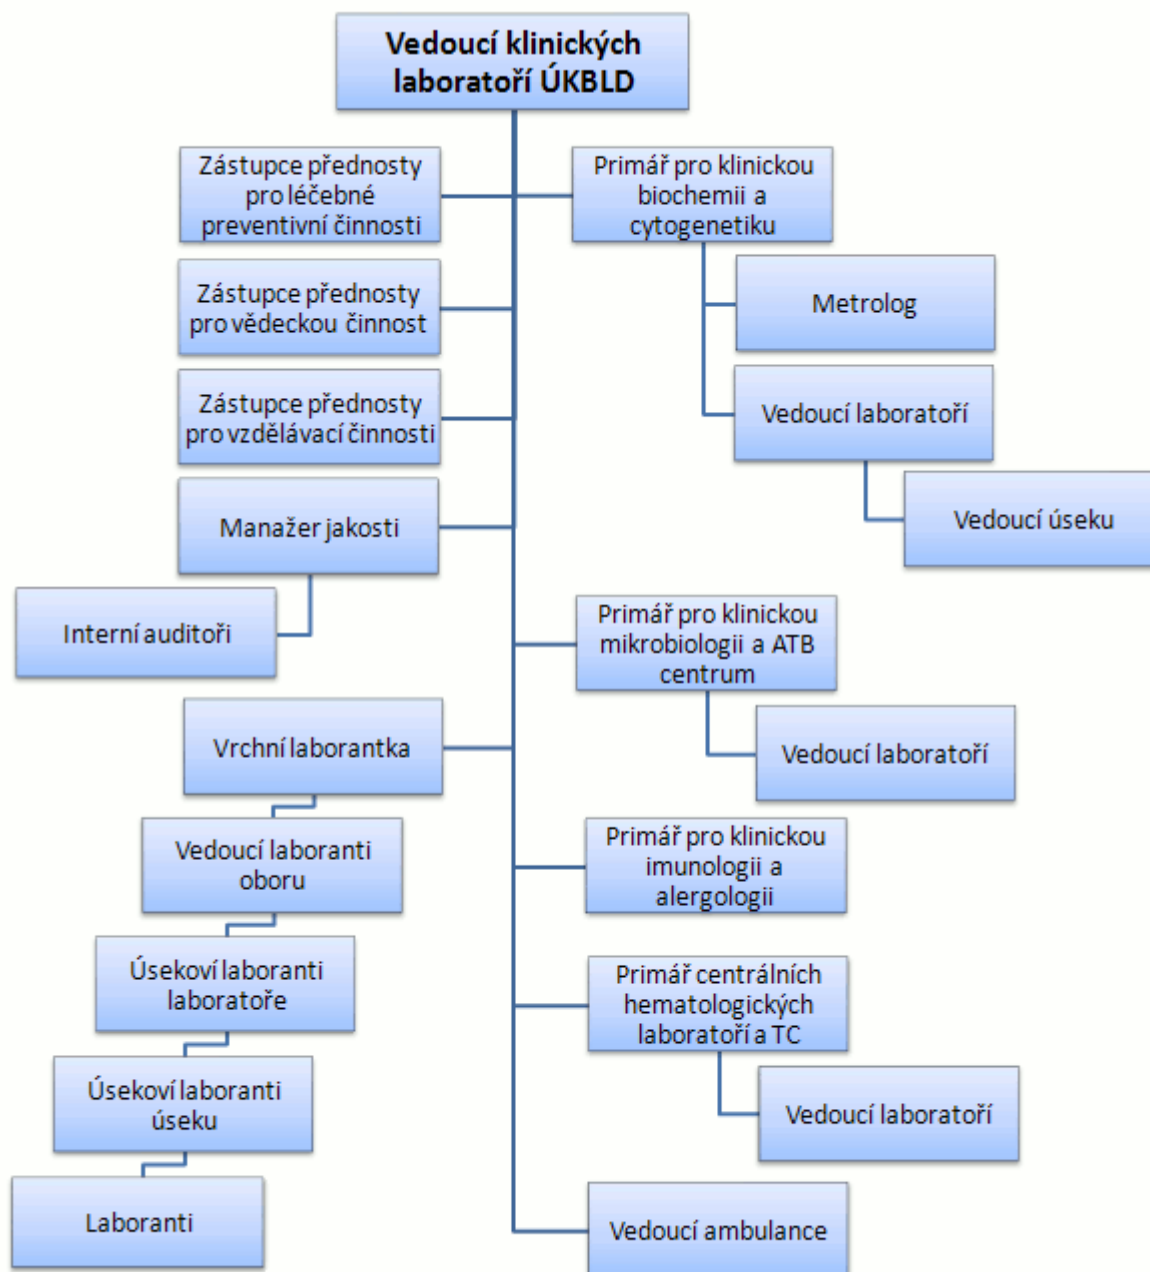 Vedoucí klinických
laboratoří ÚKBLD
Zástupce přednosty
pro léčebné
preventivní činnosti
Primář pro klinickou
biochemii a
cytogenetiku
Zástupce přednosty
pro vědeckou činnost
Metrolog
Zástupce přednosty
pro vzdělávací činnosti
Vedoucí laboratoří
Manažer jakosti
Vedoucí úseku
Interní auditoři
Primář pro klinickou
mikrobiologii a ATB
centrum
Vrchní laborantka
Vedoucí laboratoří
Vedoucí laboranti
oboru
Primář pro klinickou
imunologii a
alergologii
Úsekoví laboranti
laboratoře
Primář centrálních
hematologických
laboratoří a TC
Úsekoví laboranti
úseku
Vedoucí laboratoří
Laboranti
Vedoucí ambulance